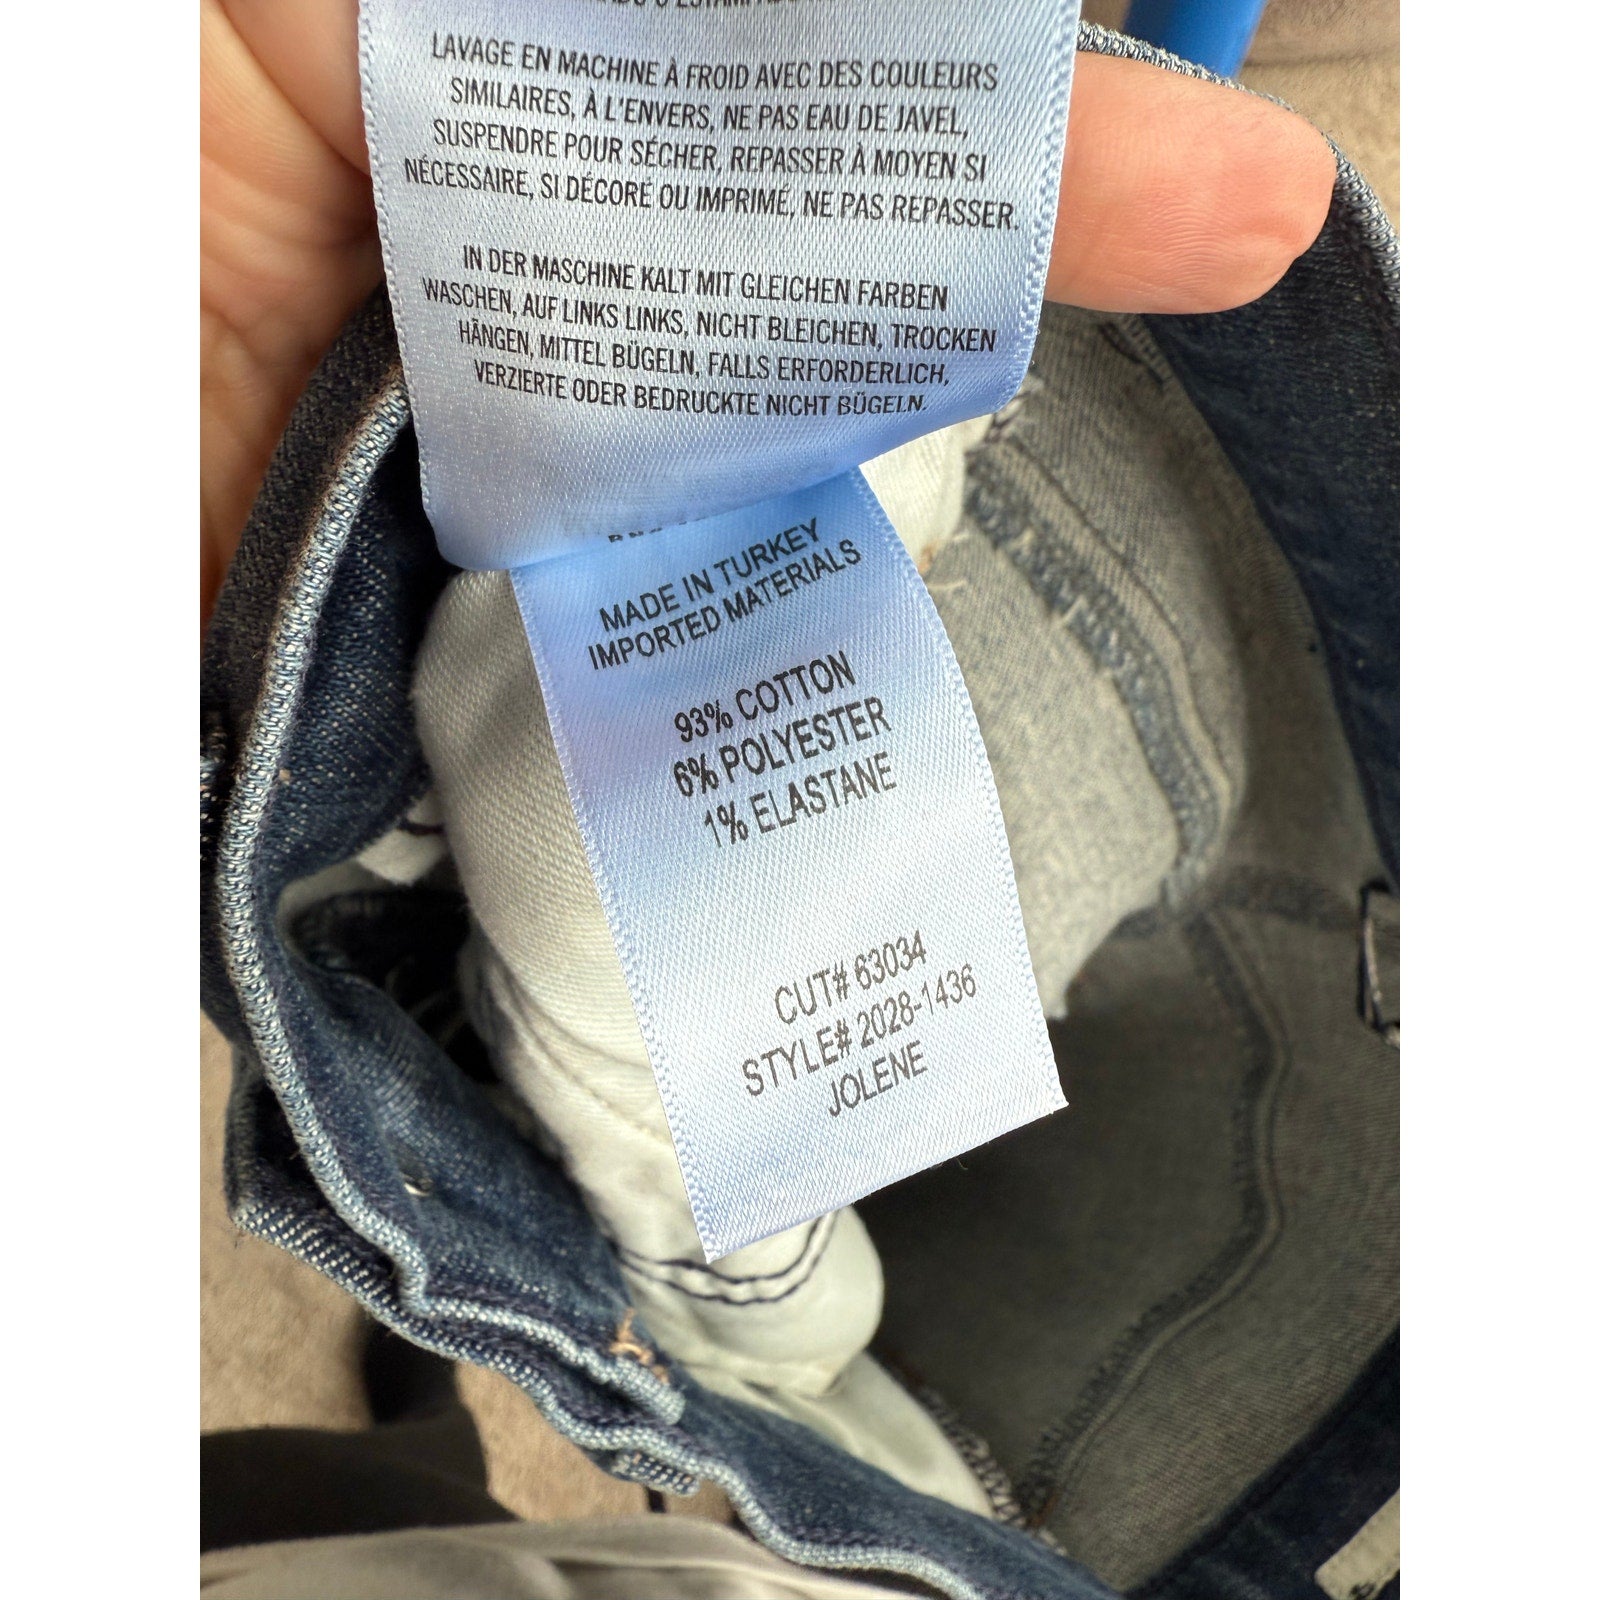 LAVAGE EN MACHINE À FROID AVEC DES COULEURS
SIMILAIRES, À L'ENVERS, NE PAS EAU DE JAVEL,
SUSPENDRE POUR SÉCHER, REPASSER À MOYEN SI
NÉCESSAIRE, SI DÉCORÉ OU IMPRIMÉ, NE PAS REPASSER.
IN DER MASCHINE KALT MIT GLEICHEN FARBEN
WASCHEN, AUF LINKS LINKS, NICHT BLEICHEN, TROCKEN
HÄNGEN, MITTEL BÜGELN, FALLS ERFORDERLICH,
VERZIERTE ODER BEDRUCKTE NICHT BÜGELN.
MADE IN TURKEY
IMPORTED MATERIALS
93% COTTON
6% POLYESTER
1% ELASTANE
CUT# 63034
STYLE# 2028-1436
JOLENE